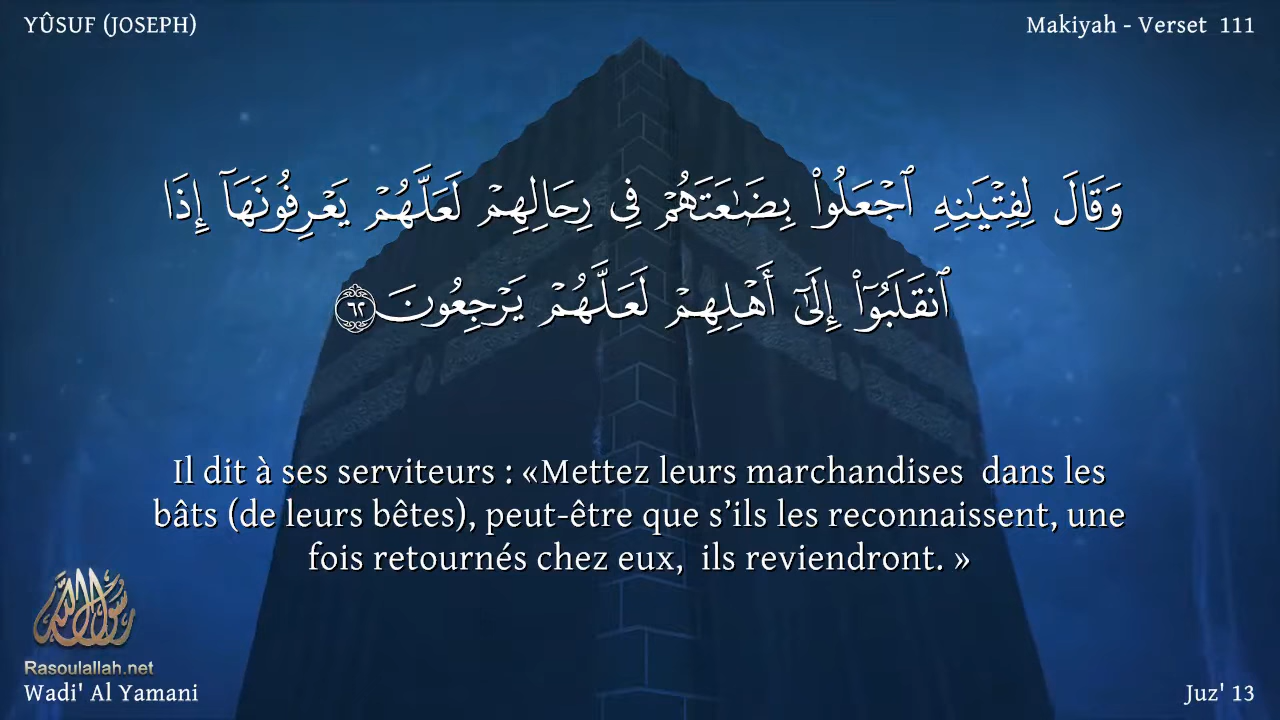 YÛSUF (JOSEPH)
Makiyah - Verset 111
وَقَالَ لِفِتْيَـٰنِهِ ٱجْعَلُوا۟ بِضَـٰعَتَهُمْ فِى رِحَالِهِمْ لَعَلَّهُمْ يَعْرِفُونَهَآ إِذَا
ٱنقَلَبُوٓا۟ إِلَىٰٓ أَهْلِهِمْ لَعَلَّهُمْ يَرْجِعُونَ ٦٢
Il dit à ses serviteurs : «Mettez leurs marchandises dans les
bâts (de leurs bêtes), peut-être que s’ils les reconnaissent, une
fois retournés chez eux, ils reviendront. »
رسول الله
Rasoulallah.net
Wadi' Al Yamani
Juz' 13